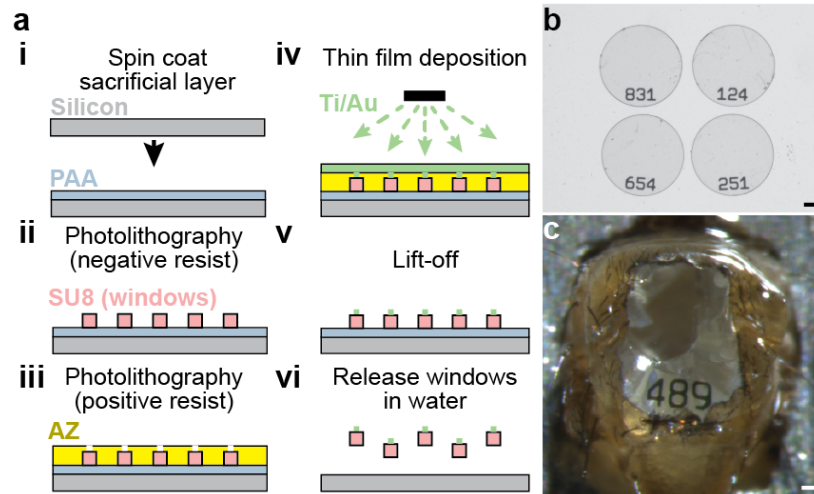 a
i
Spin coat
sacrificial layer
Silicon
PAA
ii
Photolithography
(negative resist)
SU8 (windows)
iii
Photolithography
(positive resist)
AZ
iv
Thin film deposition
Ti/Au
v
Lift-off
vi
Release windows
in water
b
831
124
654
251
c
489